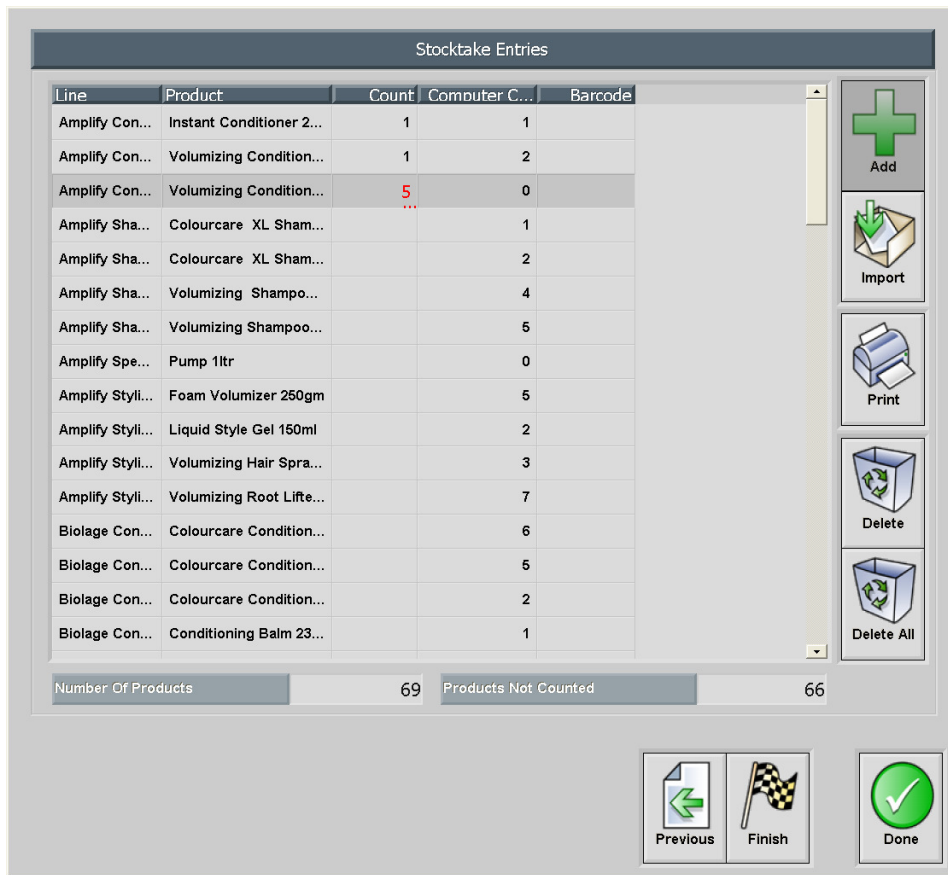 Stocktake Entries
Line Product Count Computer C... Barcode
Amplify Con... Instant Conditioner 2... 1 1
Amplify Con... Volumizing Condition... 1 2
Amplify Con... Volumizing Condition... 5... 0
Amplify Sha... Colourcare XL Sham... 1
Amplify Sha... Colourcare XL Sham... 2
Amplify Sha... Volumizing Shampo... 4
Amplify Sha... Volumizing Shampoo... 5
Amplify Spe... Pump 1ltr 0
Amplify Styli... Foam Volumizer 250gm 5
Amplify Styli... Liquid Style Gel 150ml 2
Amplify Styli... Volumizing Hair Spra... 3
Amplify Styli... Volumizing Root Lifte... 7
Biolage Con... Colourcare Condition... 6
Biolage Con... Colourcare Condition... 5
Biolage Con... Colourcare Condition... 2
Biolage Con... Conditioning Balm 23... 1
Number Of Products 69 Products Not Counted 66
Add
Import
Print
Delete
Delete All
Previous Finish Done